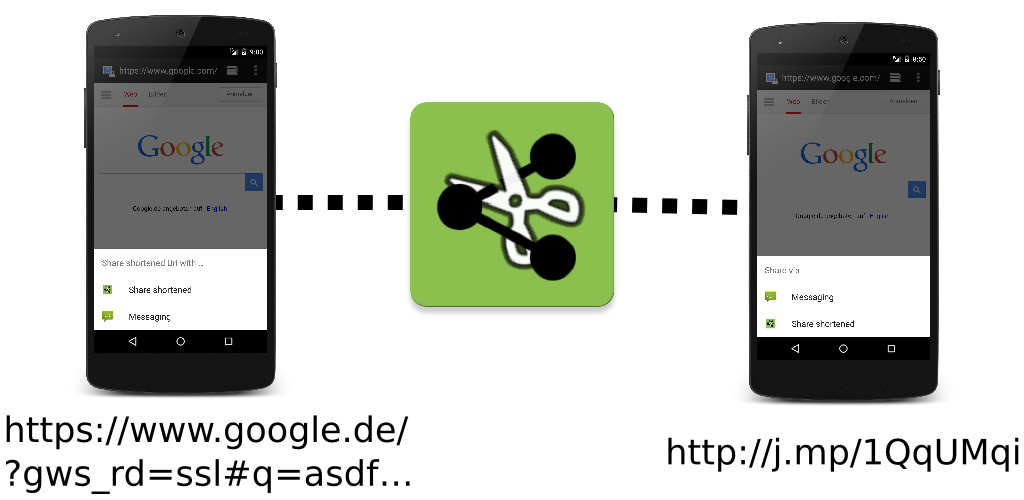 9:00
https://www.google.com/
Web Bilder Anmelden
Google
Google.de angeboten auf: English
Share shortened Url with ...
Share shortened
Messaging
https://www.google.de/
?gws_rd=ssl#q=asdf...
9:50
https://www.google.com/
Web Bilder Anmelden
Google
Google.de angeboten auf: English
Share via
Messaging
Share shortened
http://j.mp/1QqUMqi